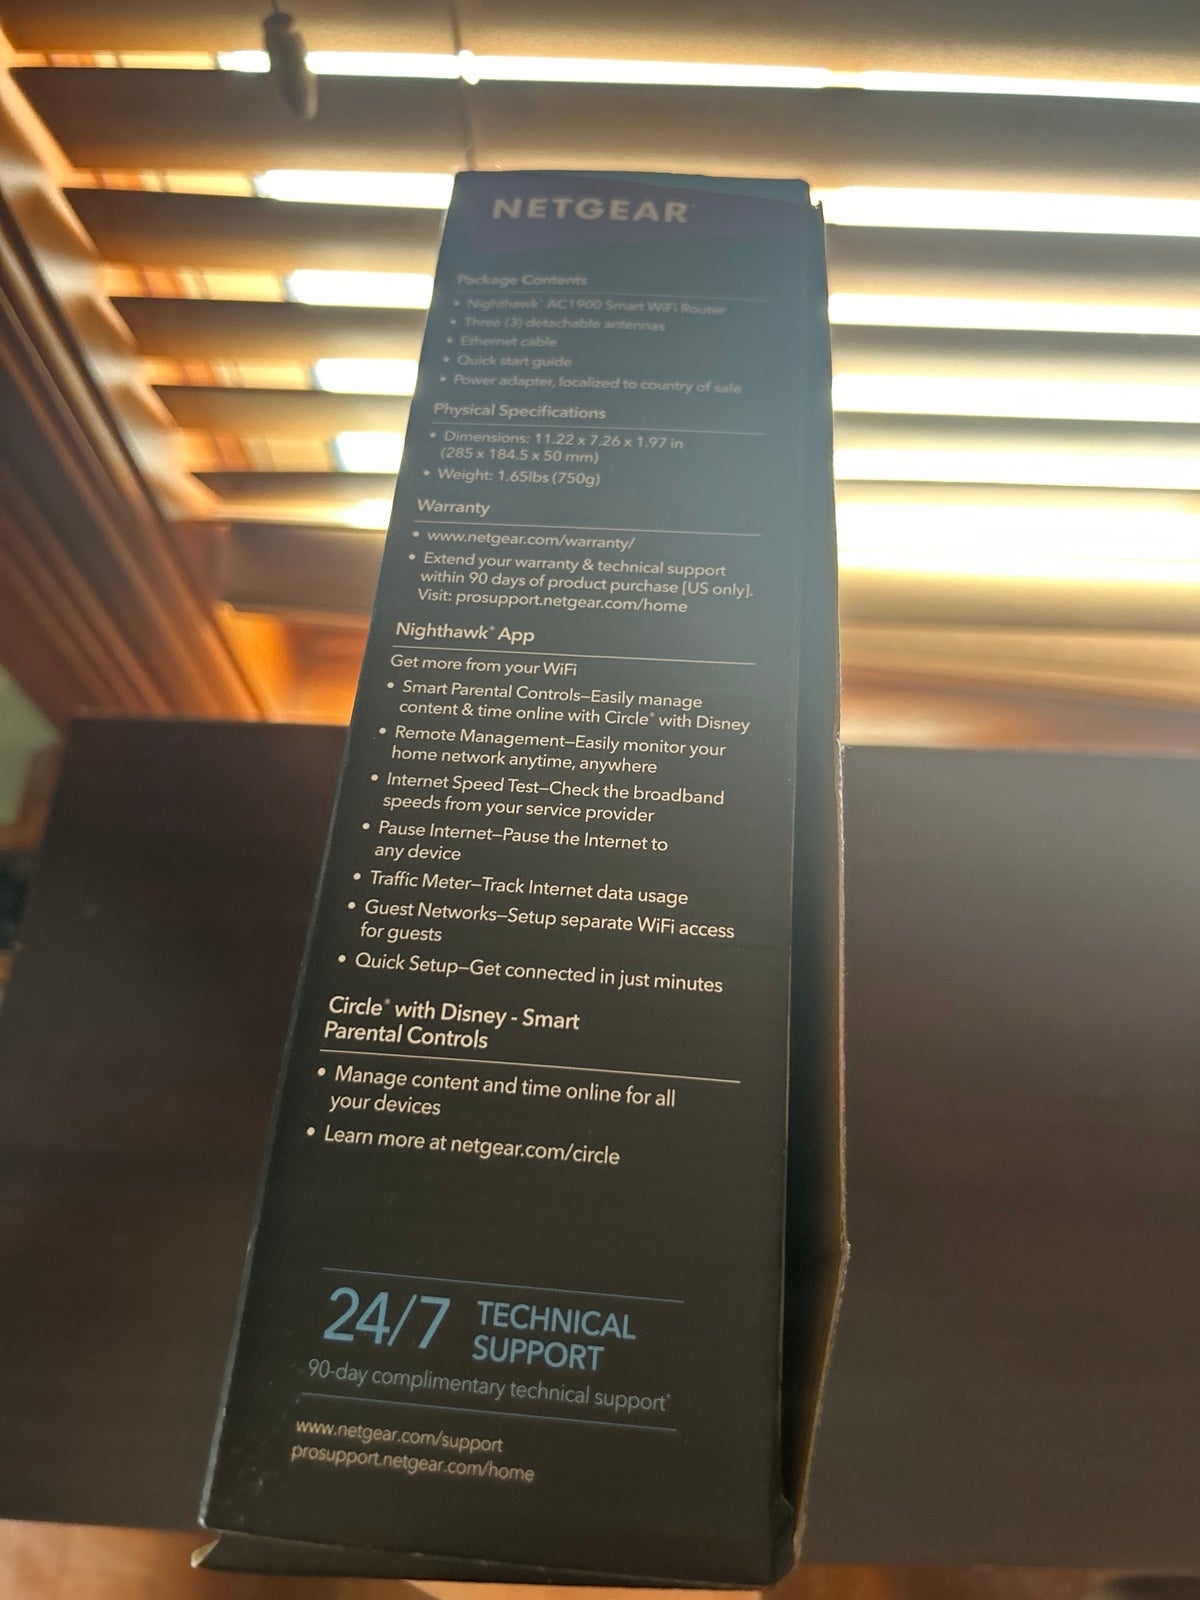 NETGEAR
Package Contents
• Nighthawk® AC1900 Smart WiFi Router
• Three (3) detachable antennas
• Ethernet cable
• Quick start guide
• Power adapter, localized to country of sale
Physical Specifications
• Dimensions: 11.22 x 7.26 x 1.97 in
(285 x 184.5 x 50 mm)
• Weight: 1.65lbs (750g)
Warranty
• www.netgear.com/warranty/
• Extend your warranty & technical support
within 90 days of product purchase [US only].
Visit: prosupport.netgear.com/home
Nighthawk® App
Get more from your WiFi
• Smart Parental Controls—Easily manage
content & time online with Circle® with Disney
• Remote Management—Easily monitor your
home network anytime, anywhere
• Internet Speed Test—Check the broadband
speeds from your service provider
• Pause Internet—Pause the Internet to
any device
• Traffic Meter—Track Internet data usage
• Guest Networks—Setup separate WiFi access
for guests
• Quick Setup—Get connected in just minutes
Circle® with Disney - Smart
Parental Controls
• Manage content and time online for all
your devices
• Learn more at netgear.com/circle
24/7 TECHNICAL
SUPPORT
90-day complimentary technical support*
www.netgear.com/support
prosupport.netgear.com/home